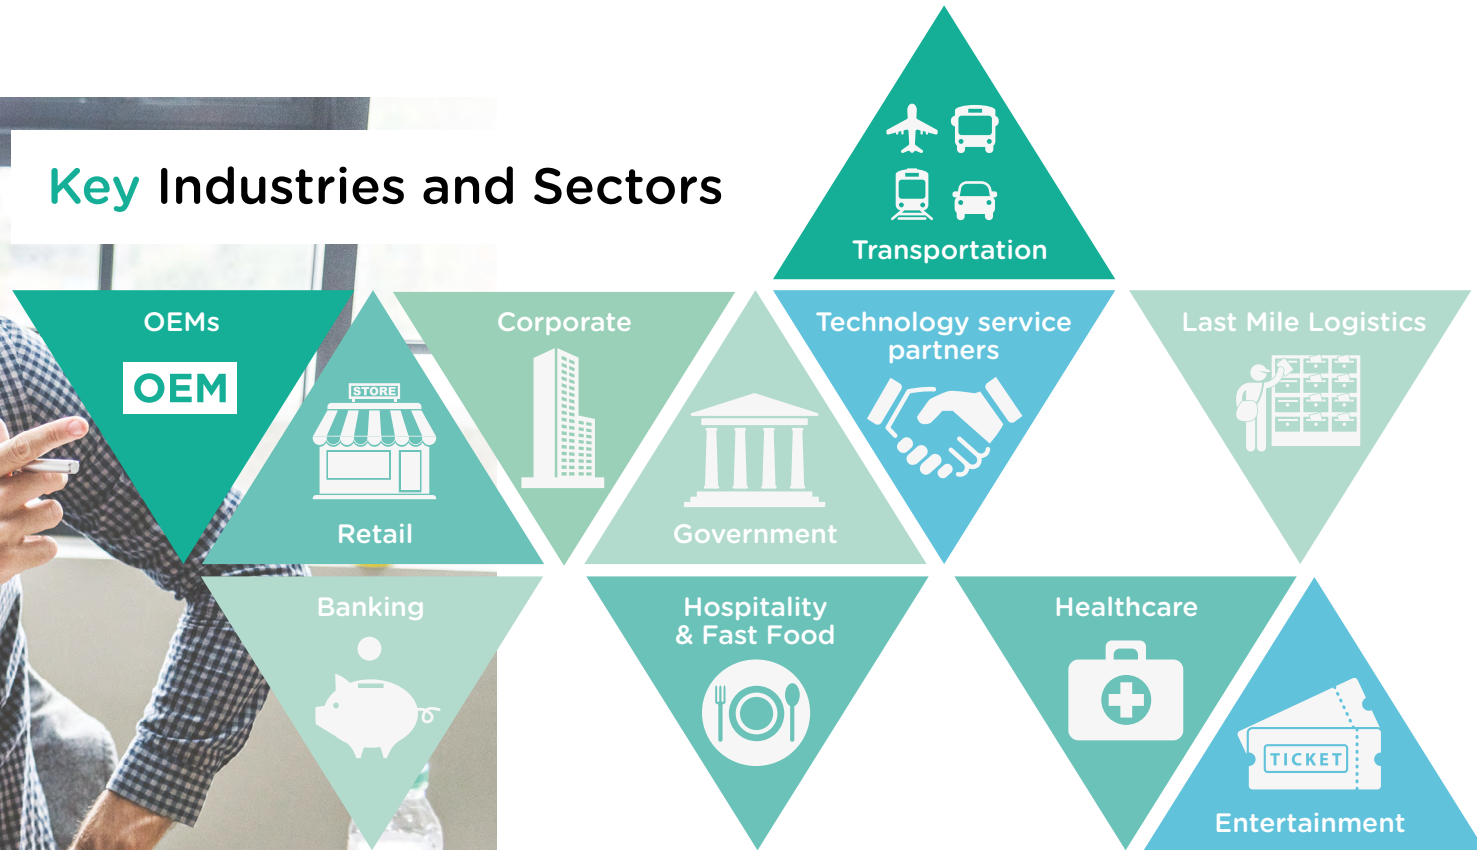 Key Industries and Sectors
Transportation
OEMs
OEM
Corporate
Technology service
partners
Last Mile Logistics
STORE
Retail
Government
Banking
Hospitality
& Fast Food
Healthcare
TICKET
Entertainment